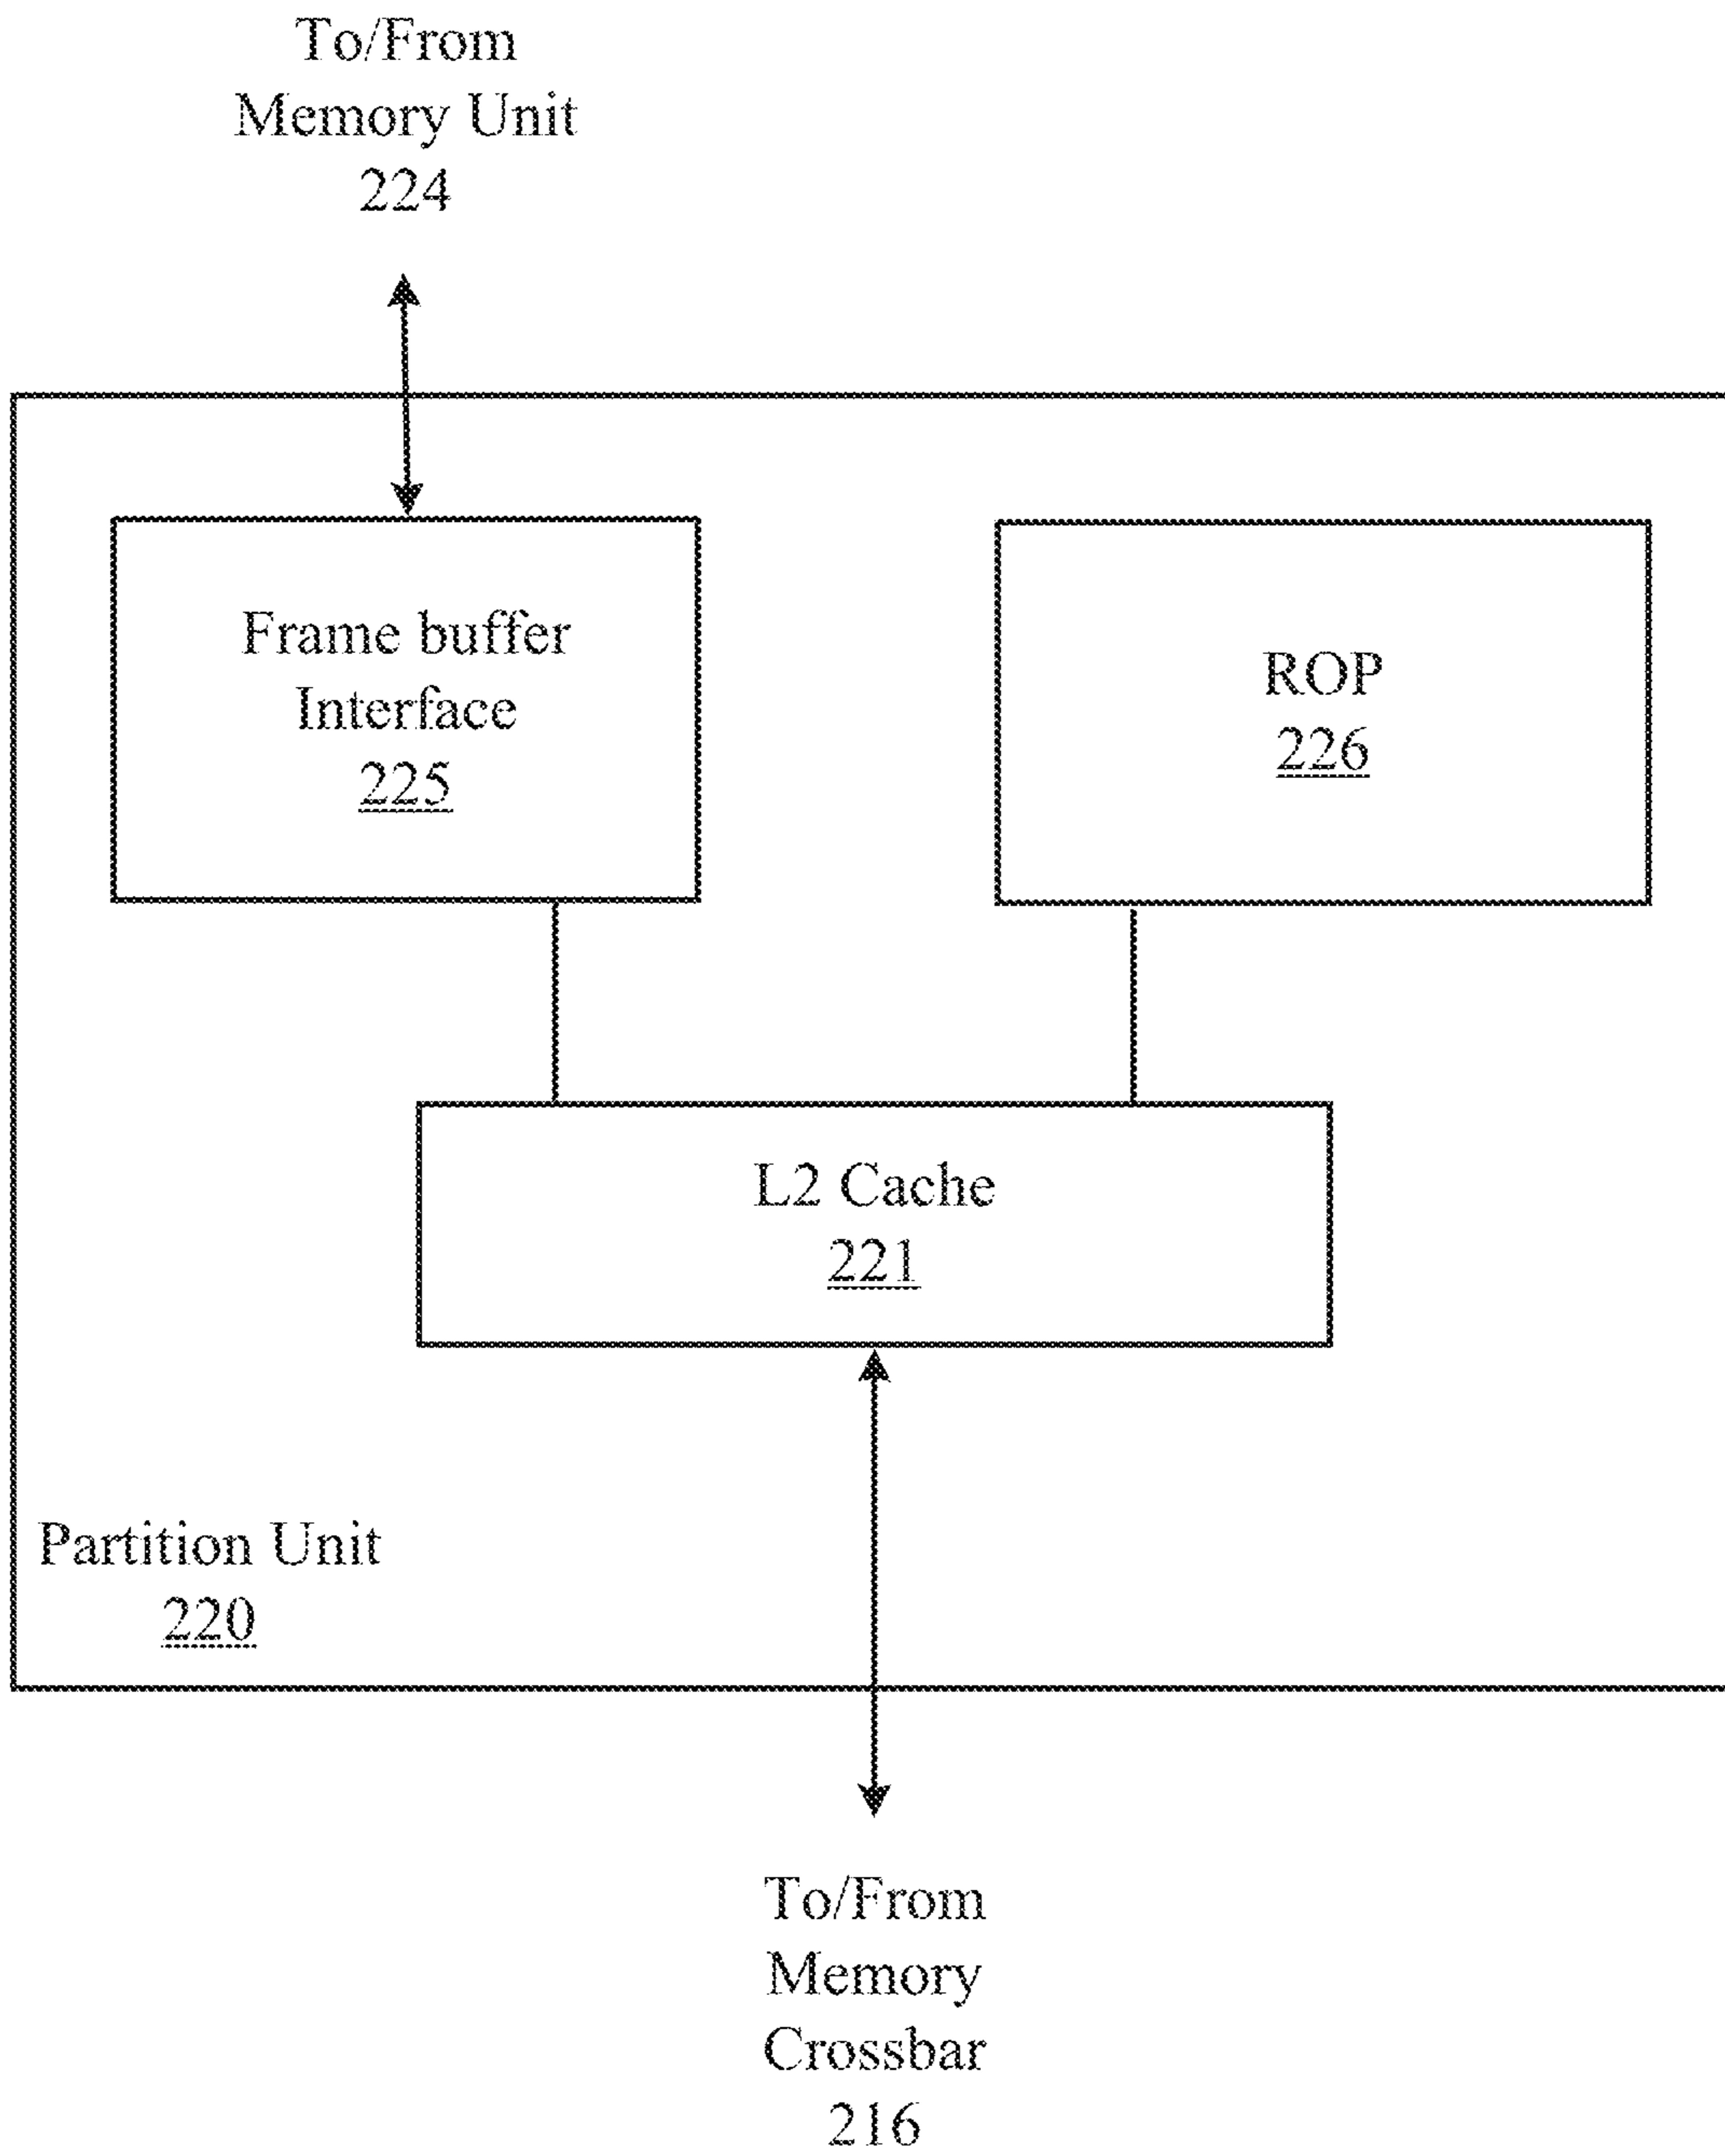 To/From
Memory Unit
224
Frame buffer
Interface
225
ROP
226
L2 Cache
221
Partition Unit
220
To/From
Memory
Crossbar
216